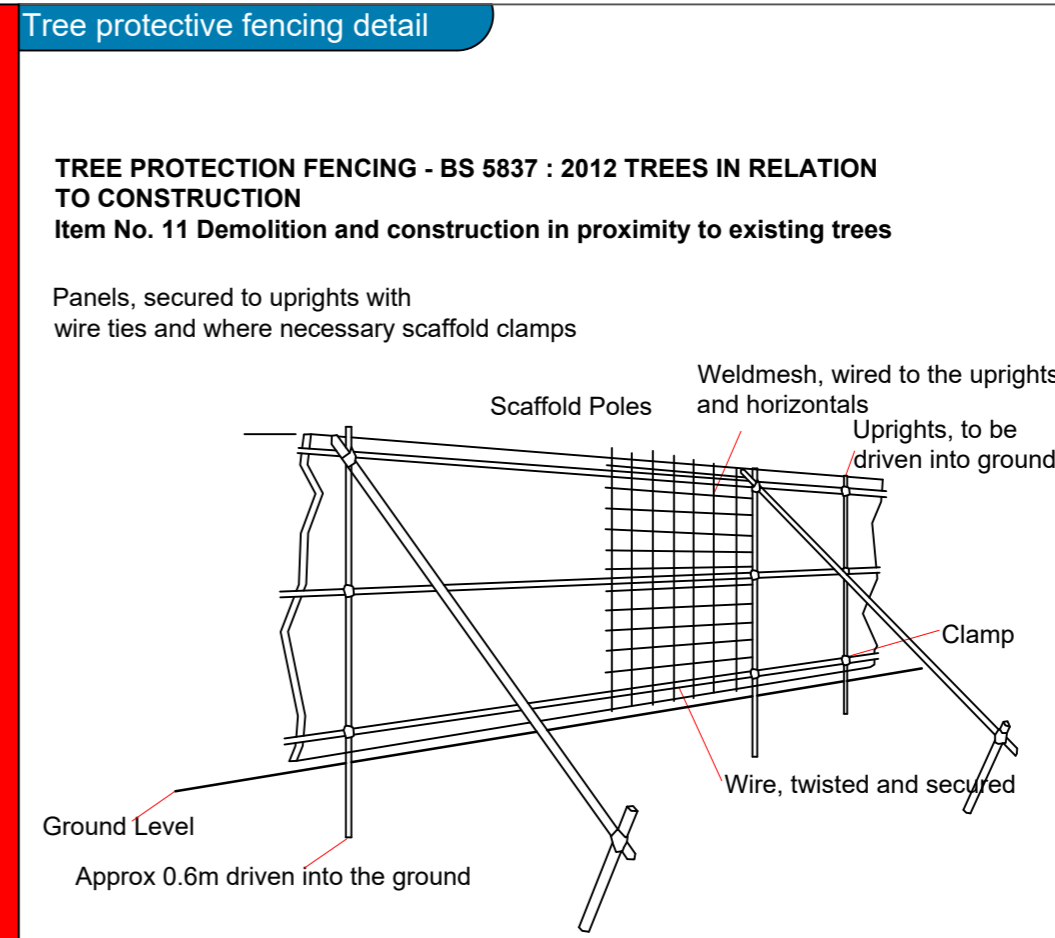 Tree protective fencing detail
TREE PROTECTION FENCING - BS 5837 : 2012 TREES IN RELATION
TO CONSTRUCTION
Item No. 11 Demolition and construction in proximity to existing trees
Panels, secured to uprights with
wire ties and where necessary scaffold clamps
Weldmesh, wired to the uprights
and horizontals
Scaffold Poles
Uprights, to be
driven into ground
Clamp
Wire, twisted and secured
Ground Level
Approx 0.6m driven into the ground